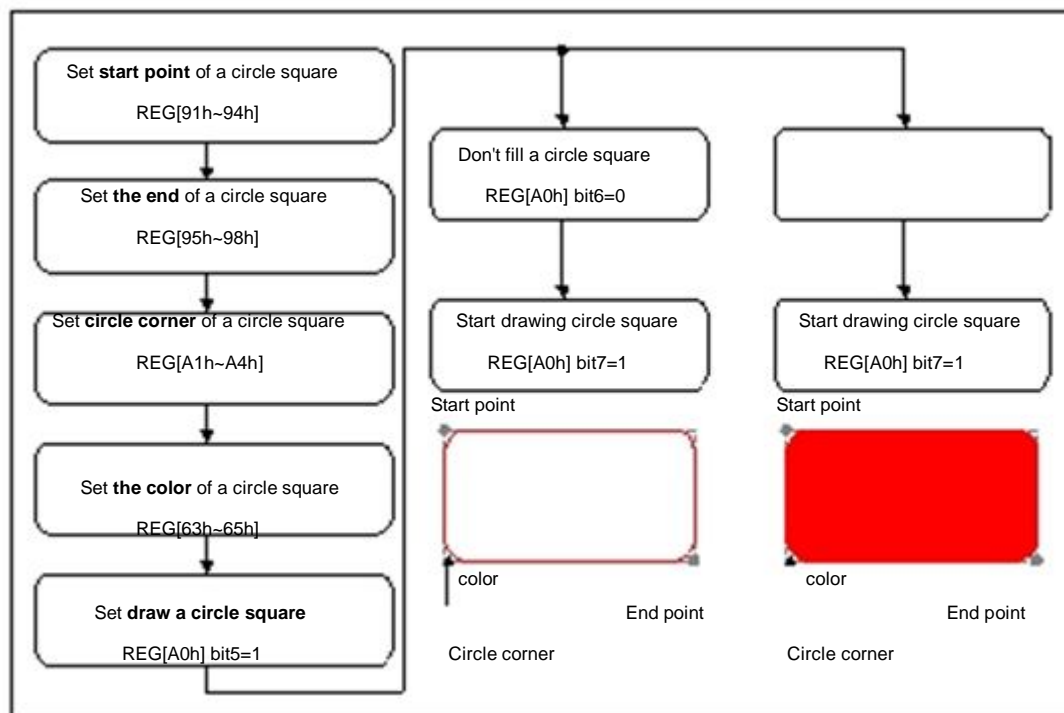 Set start point of a circle square
REG[91h~94h]
Set the end of a circle square
REG[95h~98h]
Set circle corner of a circle square
REG[A1h~A4h]
Set the color of a circle square
REG[63h~65h]
Set draw a circle square
REG[A0h] bit5=1
Don't fill a circle square
REG[A0h] bit6=0
Start drawing circle square
REG[A0h] bit7=1
Start point
color
End point
Circle corner
Start drawing circle square
REG[A0h] bit7=1
Start point
color
End point
Circle corner